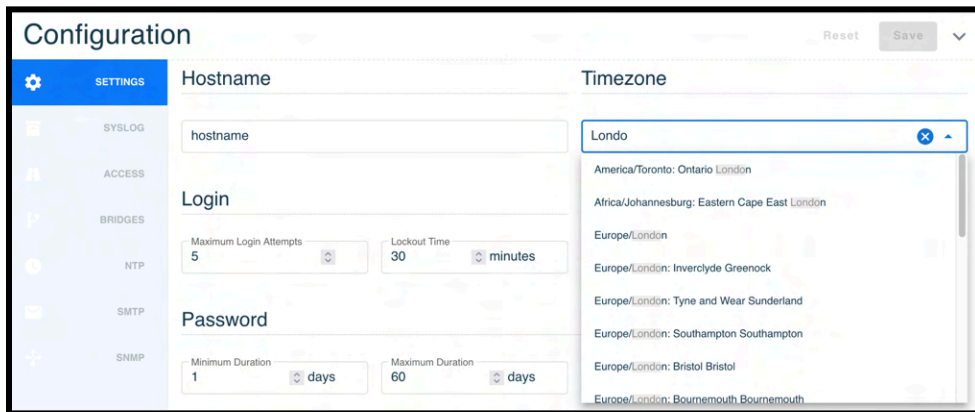 Configuration
Reset
Save
SETTINGS
SYSLOG
ACCESS
BRIDGES
NTP
SMTP
SNMP
Hostname
hostname
Login
Maximum Login Attempts
5
Lockout Time
30 minutes
Password
Minimum Duration
1 days
Maximum Duration
60 days
Timezone
Londo
America/Toronto: Ontario London
Africa/Johannesburg: Eastern Cape East London
Europe/London
Europe/London: Inverclyde Greenock
Europe/London: Tyne and Wear Sunderland
Europe/London: Southampton Southampton
Europe/London: Bristol Bristol
Europe/London: Bournemouth Bournemouth